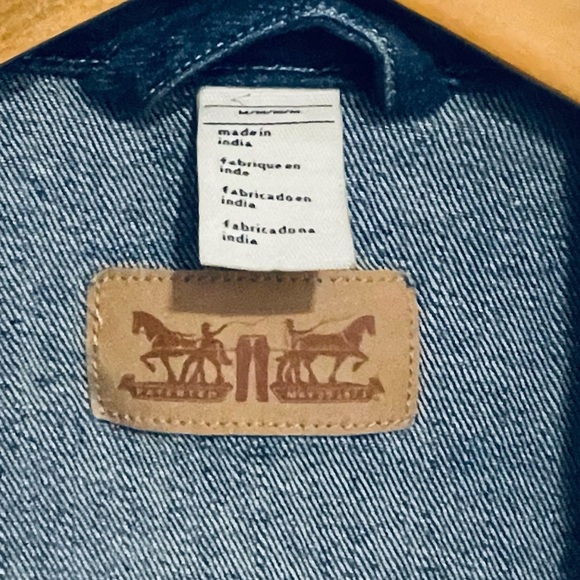 made in
india
fabrique en
inde
fabricado en
india
fabricado na
india